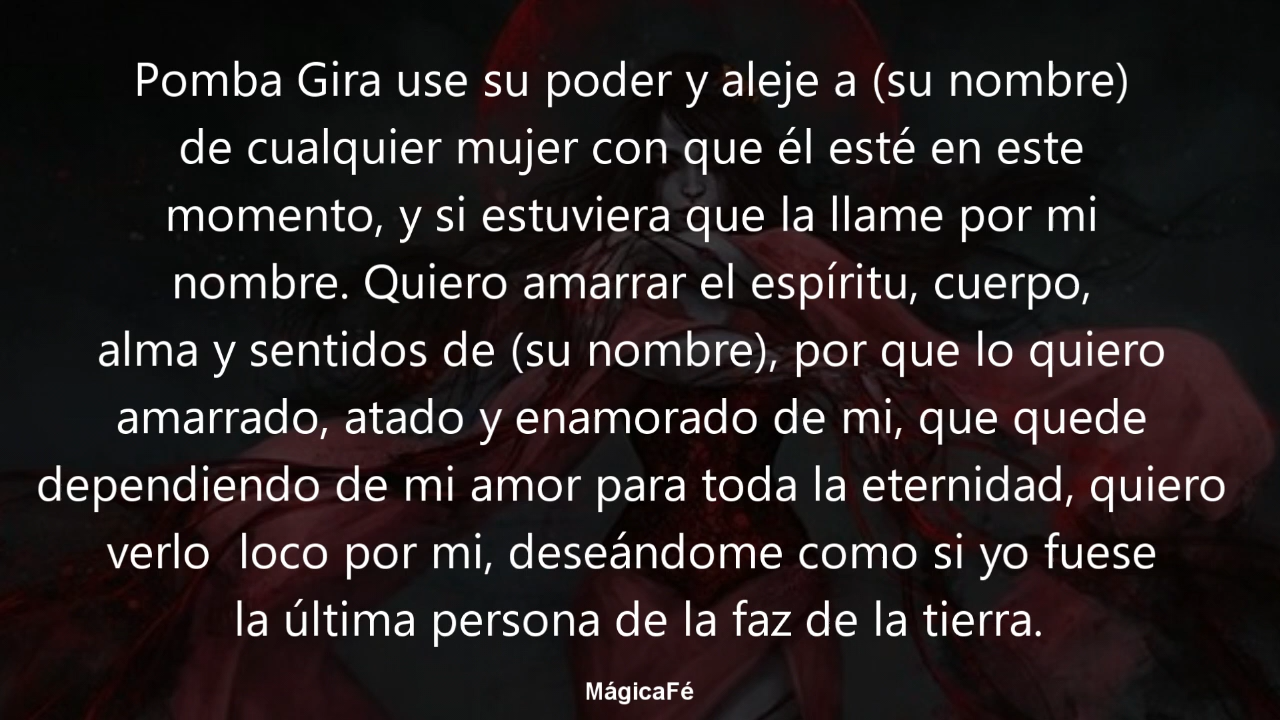 Pomba Gira use su poder y aleje a (su nombre)
de cualquier mujer con que él esté en este
momento, y si estuviera que la llame por mi
nombre. Quiero amarrar el espíritu, cuerpo,
alma y sentidos de (su nombre), por que lo quiero
amarrado, atado y enamorado de mi, que quede
dependiendo de mi amor para toda la eternidad, quiero
verlo  loco por mi, deseándome como si yo fuese
la última persona de la faz de la tierra.
MágicaFé